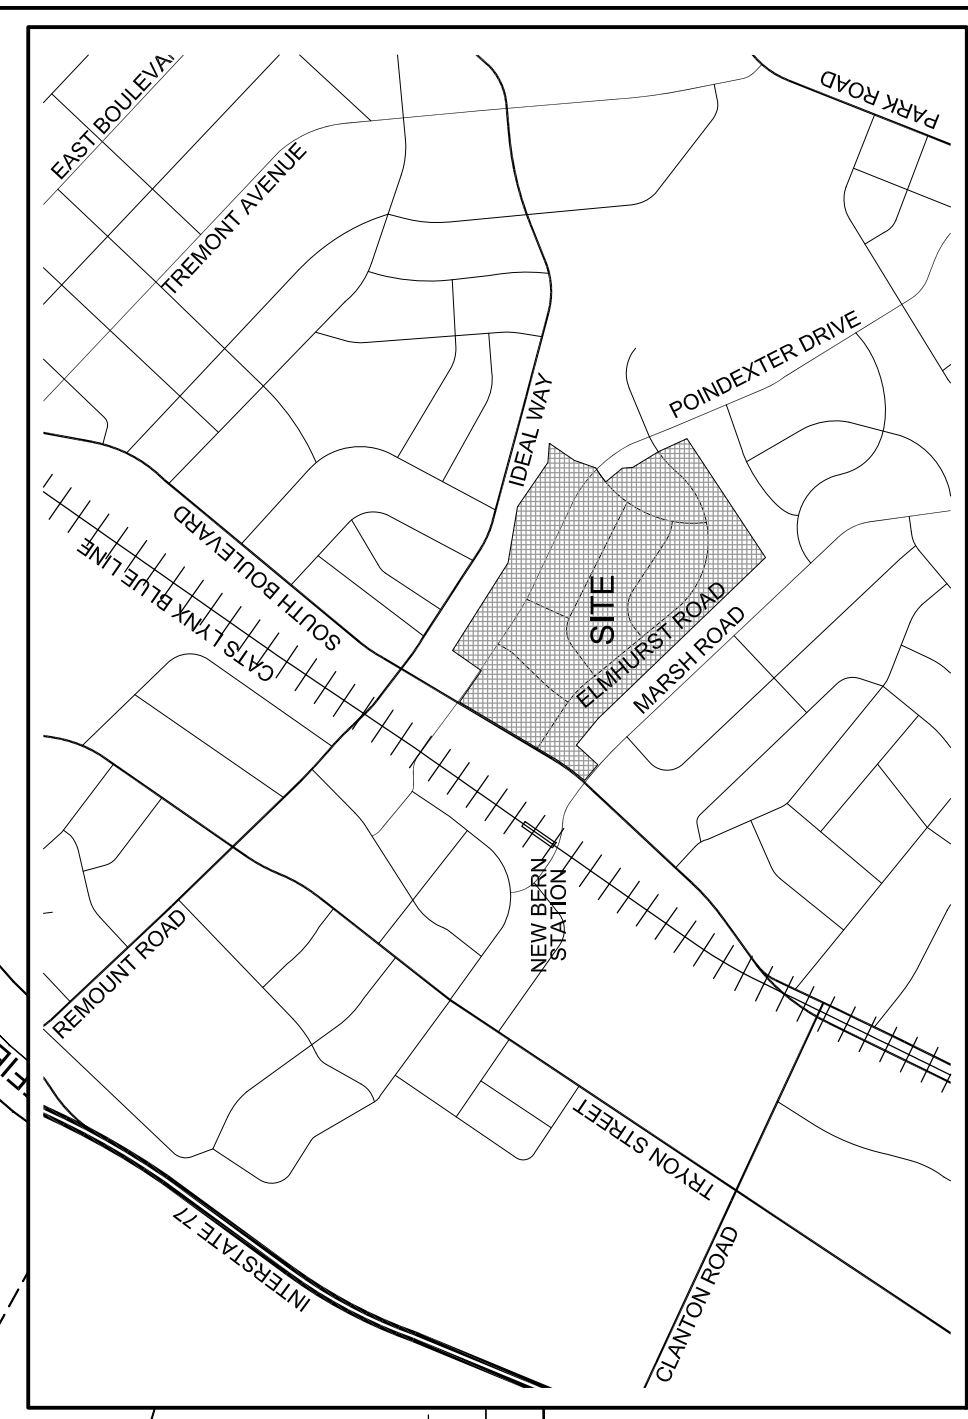 EAST BOULEVA
PARK ROAD
TREMONT AVENUE
POINDEXTER DRIVE
IDEAL WAY
SOUTH BOULEVARD
CATS LYNX BLUE LINE
SITE
ELMHURST ROAD
MARSH ROAD
NEW BERN
STATION
REMOUNT ROAD
TRYON STREET
INTERSTATE 77
CLANTON ROAD